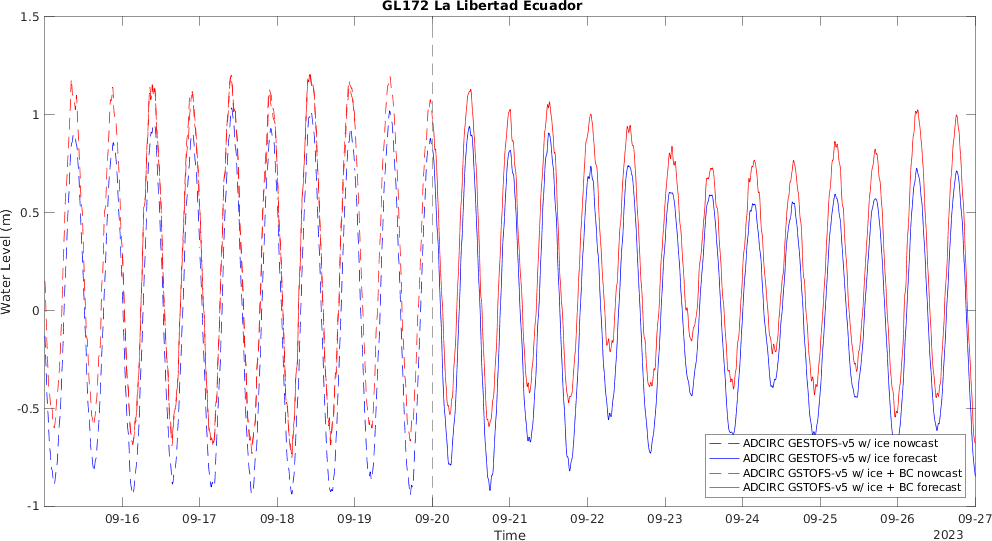 GL172 La Libertad Ecuador
1.5
1
0.5
0
-0.5
-1
Water Level (m)
09-16 09-17 09-18 09-19 09-20 09-21 09-22 09-23 09-24 09-25 09-26 09-27
Time
2023
ADCIRC GESTOFS-v5 w/ ice nowcast
ADCIRC GESTOFS-v5 w/ ice forecast
ADCIRC GSTOFS-v5 w/ ice + BC nowcast
ADCIRC GSTOFS-v5 w/ ice + BC forecast